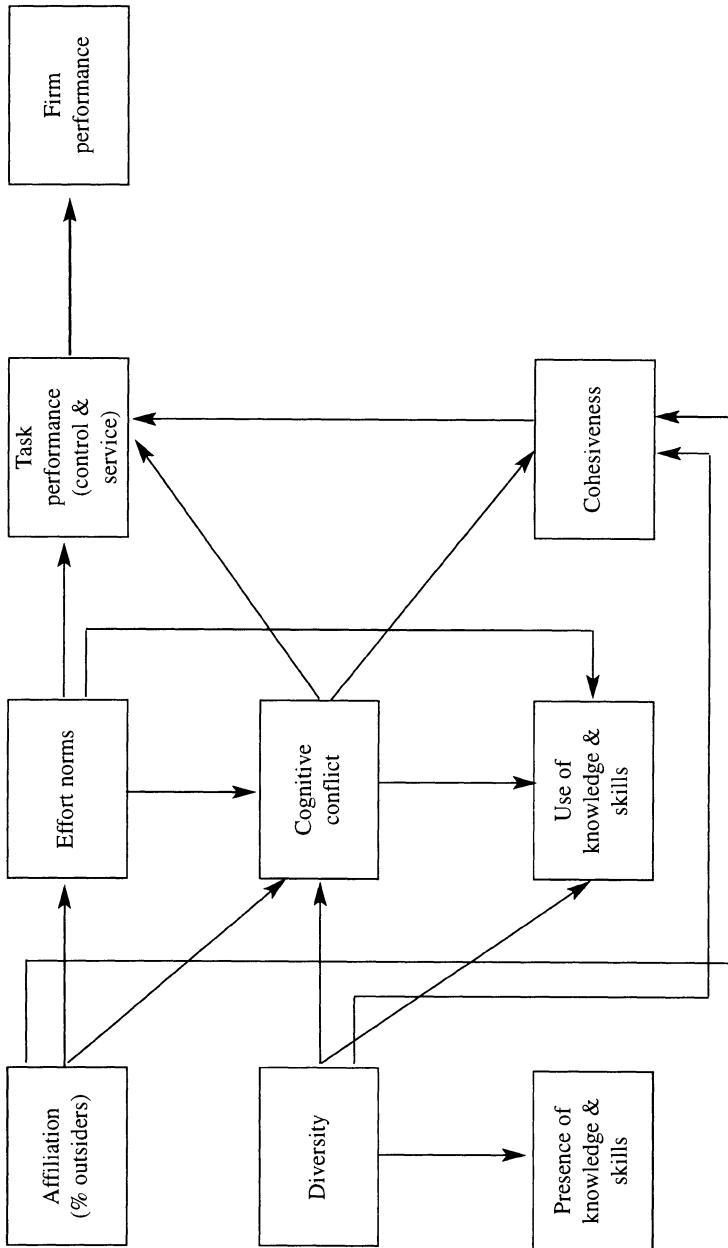 Affiliation
(% outsiders)
Effort norms
Task
performance
(control &
service)
Firm
performance
Diversity
Cognitive
conflict
Presence of
knowledge &
skills
Use of
knowledge &
skills
Cohesiveness